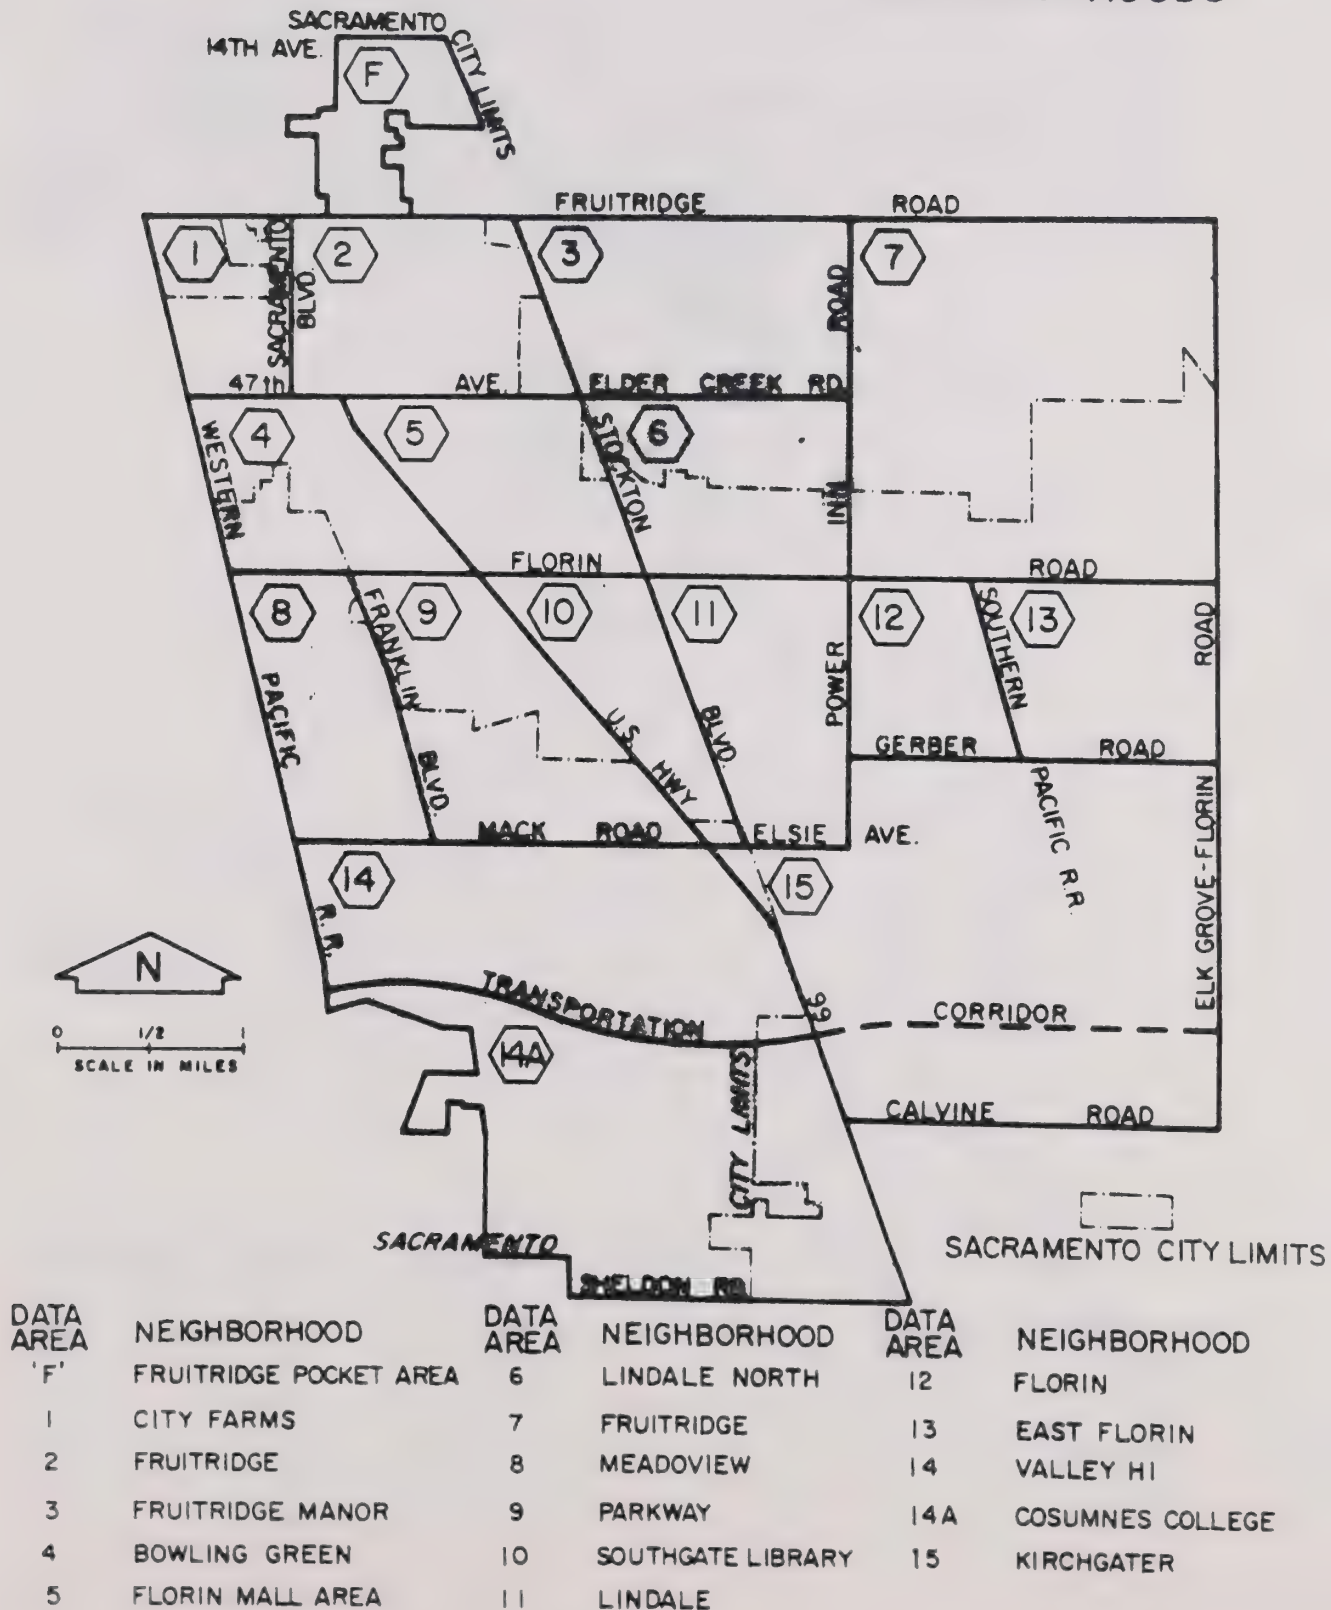 SACRAMENTO
14TH AVE.
CITY LIMITS
F
FRUITRIDGE ROAD
1
SACRAMENTO
BLVD.
2
3
ROAD
7
47th AVE. ELDER CREEK RD.
WESTERN
4
5
STOCKTON
6
INN
FLORIN ROAD
8
FRANKLIN
9
10
11
12
SOUTHERN
13
ROAD
PACIFIC
BLVD.
U.S.
HWY
BLVD.
POWER
GERBER ROAD
PACIFIC R.R.
ELK GROVE-FLORIN
MACK ROAD ELSIE AVE.
14
15
R. R.
N
0 1/2 1
SCALE IN MILES
TRANSPORTATION
99
CORRIDOR
14A
CITY LIMITS
CALVINE ROAD
SACRAMENTO
SHELDON RD.
SACRAMENTO CITY LIMITS
DATA AREA NEIGHBORHOOD DATA AREA NEIGHBORHOOD DATA AREA NEIGHBORHOOD
'F' FRUITRIDGE POCKET AREA 6 LINDALE NORTH 12 FLORIN
1 CITY FARMS 7 FRUITRIDGE 13 EAST FLORIN
2 FRUITRIDGE 8 MEADOVIEW 14 VALLEY HI
3 FRUITRIDGE MANOR 9 PARKWAY 14A COSUMNES COLLEGE
4 BOWLING GREEN 10 SOUTHGATE LIBRARY 15 KIRCHGATER
5 FLORIN MALL AREA 11 LINDALE